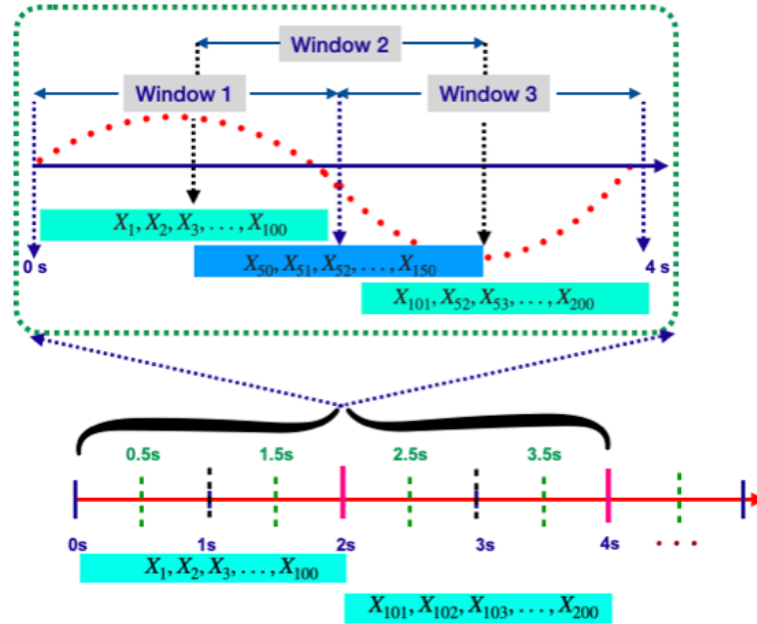 Window 2
Window 1 Window 3
X1, X2, X3, . . . , X100
0 s X50, X51, X52, . . . , X150 4 s
X101, X52, X53, . . . , X200
0.5s 1.5s 2.5s 3.5s
0s 1s 2s 3s 4s . . .
X1, X2, X3, . . . , X100
X101, X102, X103, . . . , X200